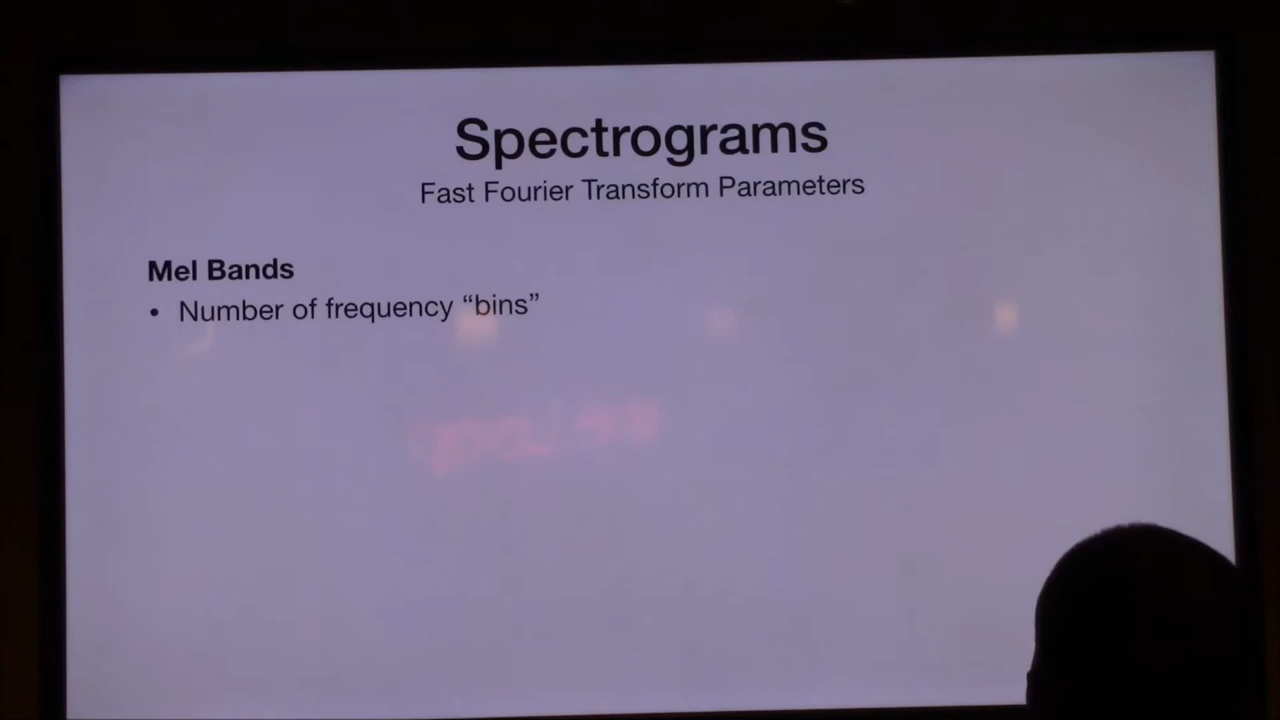 Spectrograms
Fast Fourier Transform Parameters
Mel Bands
• Number of frequency “bins”